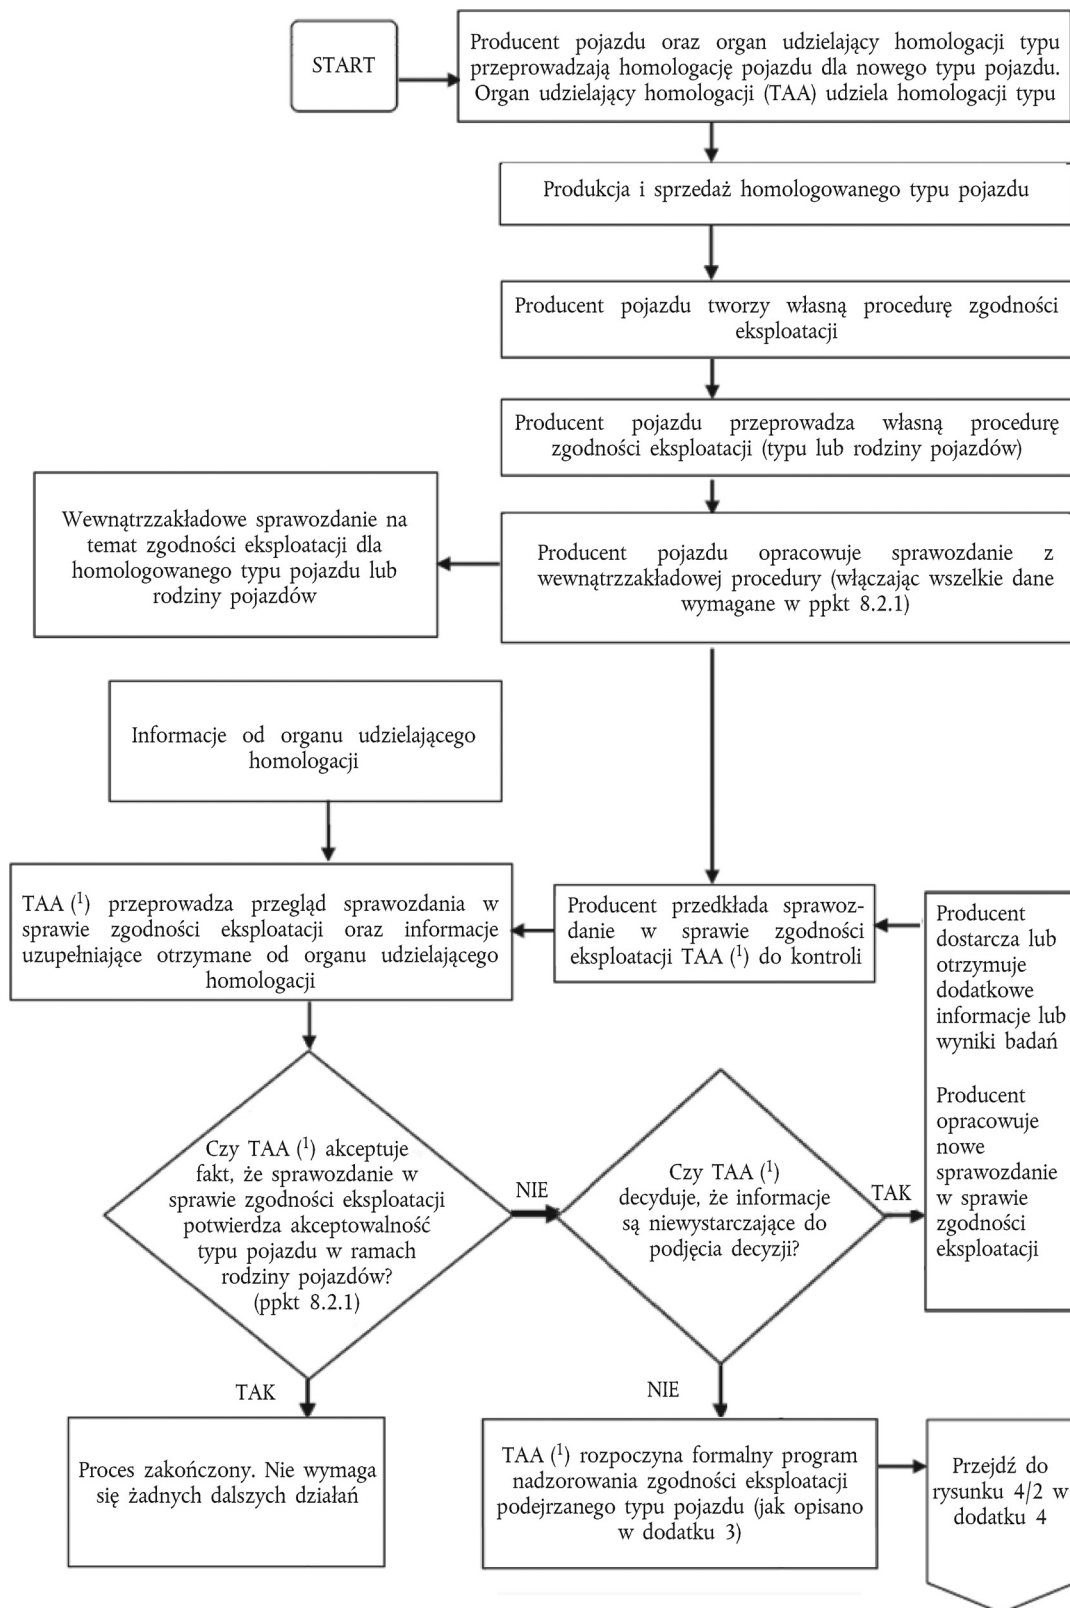 START
Producent pojazdu oraz organ udzielający homologacji typu
przeprowadzają homologację pojazdu dla nowego typu pojazdu.
Organ udzielający homologacji (TAA) udziela homologacji typu
Produkcja i sprzedaż homologowanego typu pojazdu
Producent pojazdu tworzy własną procedurę zgodności
eksploatacji
Producent pojazdu przeprowadza własną procedurę
zgodności eksploatacji (typu lub rodziny pojazdów)
Wewnątrzzakładowe sprawozdanie na
temat zgodności eksploatacji dla
homologowanego typu pojazdu lub
rodziny pojazdów
Producent pojazdu opracowuje sprawozdanie z
wewnątrzzakładowej procedury (włączając wszelkie dane
wymagane w ppkt 8.2.1)
Informacje od organu udzielającego
homologacji
TAA (1) przeprowadza przegląd sprawozdania w
sprawie zgodności eksploatacji oraz informacje
uzupełniające otrzymane od organu udzielającego
homologacji
Producent przedkłada sprawoz-
danie w sprawie zgodności
eksploatacji TAA (1) do kontroli
Producent
dostarcza lub
otrzymuje
dodatkowe
informacje lub
wyniki badań
Producent
opracowuje
nowe
sprawozdanie
w sprawie
zgodności
eksploatacji
Czy TAA (1) akceptuje
fakt, że sprawozdanie w
sprawie zgodności eksploatacji
potwierdza akceptowalność
typu pojazdu w ramach
rodziny pojazdów?
(ppkt 8.2.1)
NIE
Czy TAA (1)
decyduje, że informacje
są niewystarczające do
podjęcia decyzji?
TAK
TAK
NIE
Proces zakończony. Nie wymaga
się żadnych dalszych działań
TAA (1) rozpoczyna formalny program
nadzorowania zgodności eksploatacji
podejrzanego typu pojazdu (jak opisano
w dodatku 3)
Przejdź do
rysunku 4/2 w
dodatku 4